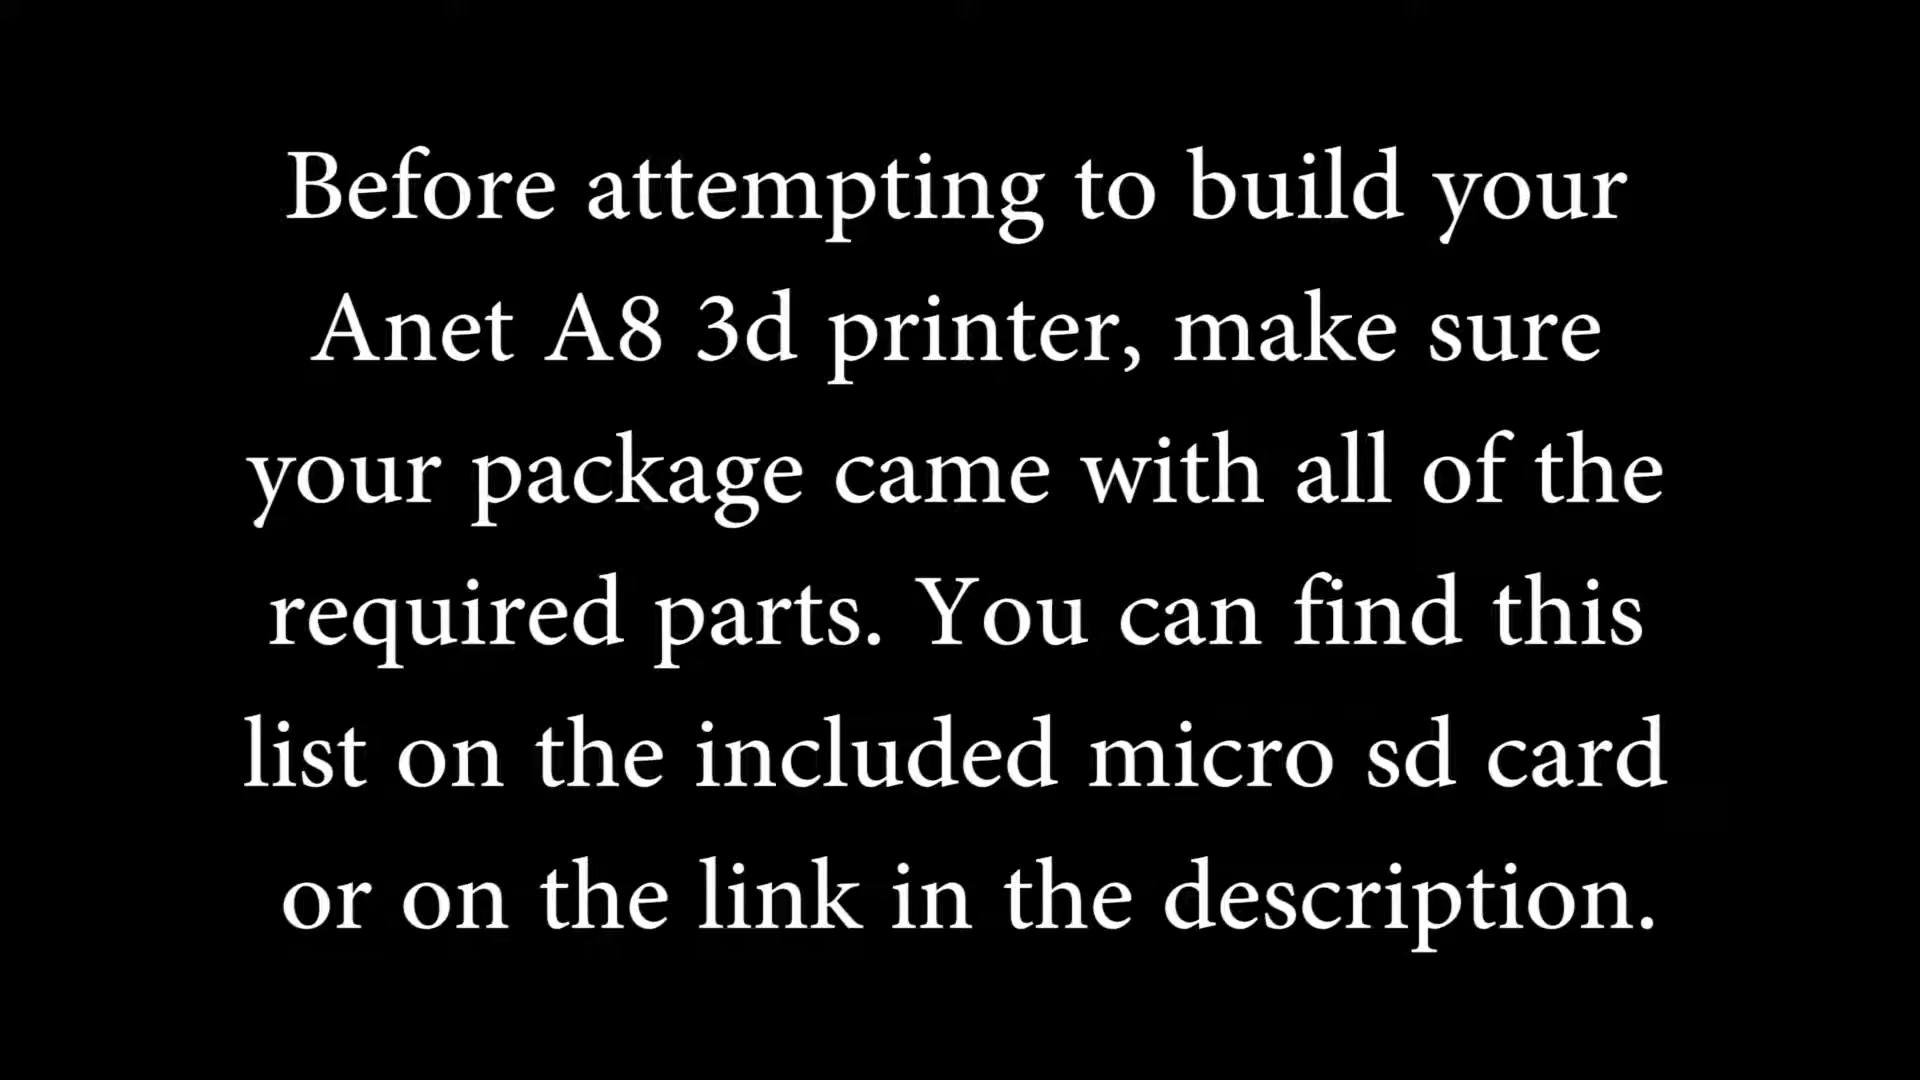 Before attempting to build your
Anet A8 3d printer, make sure
your package came with all of the
required parts. You can find this
list on the included micro sd card
or on the link in the description.